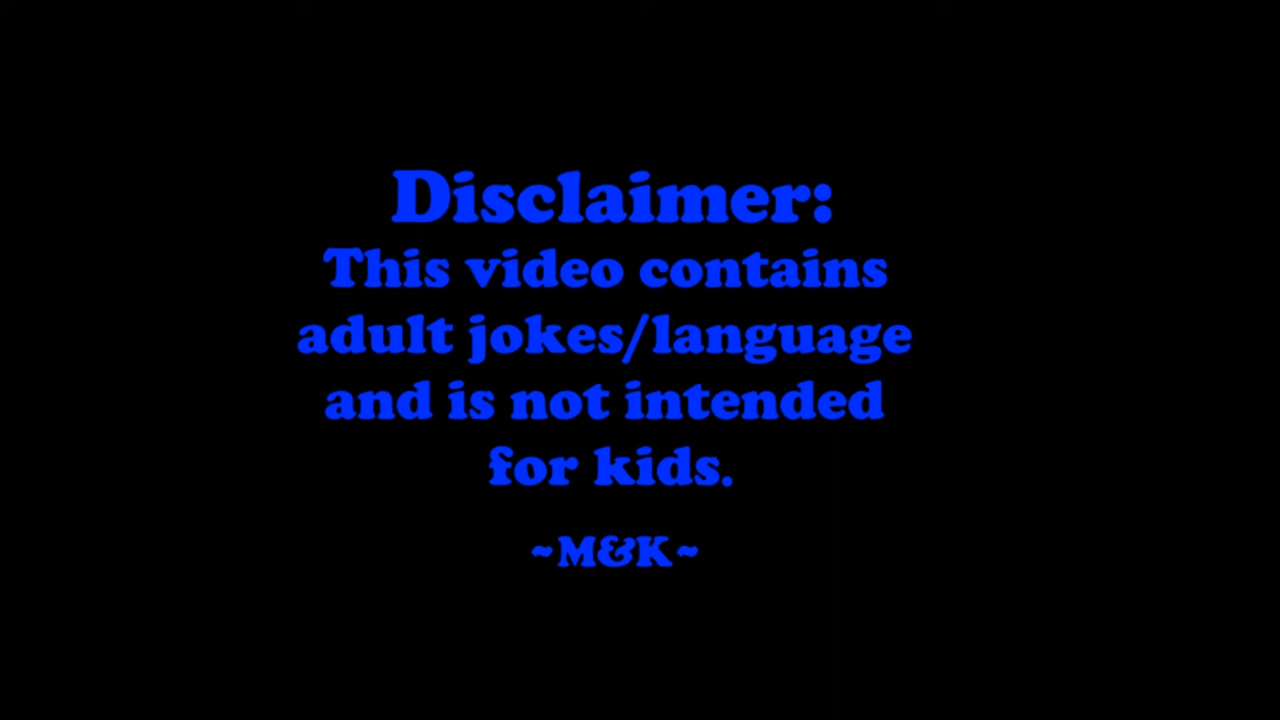 Disclaimer:
This video contains
adult jokes/language
and is not intended
for kids.
~M&K~